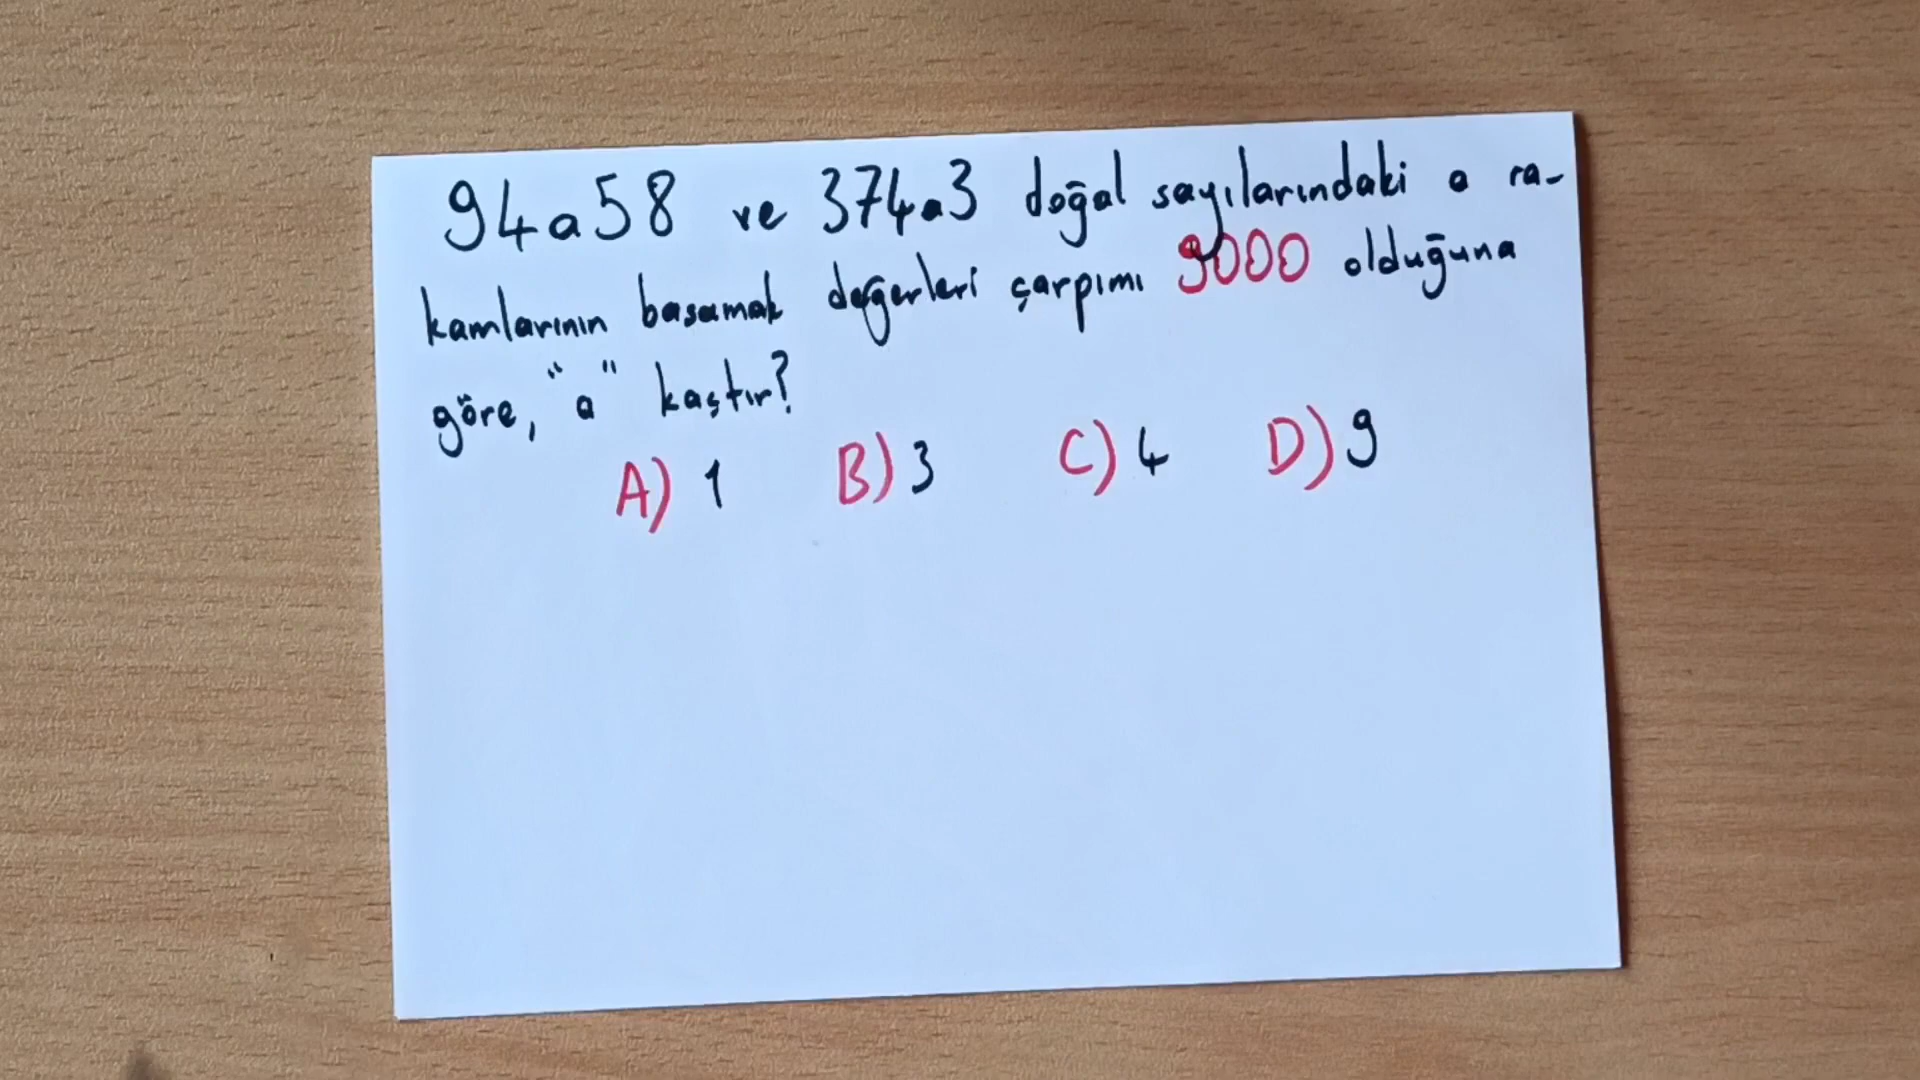 94a58 ve 374a3 doğal sayılarındaki a ra-
kamlarının basamak değerleri çarpımı 9000 olduğuna
göre, "a" kaçtır?
A) 1 B) 3 C) 4 D) 9